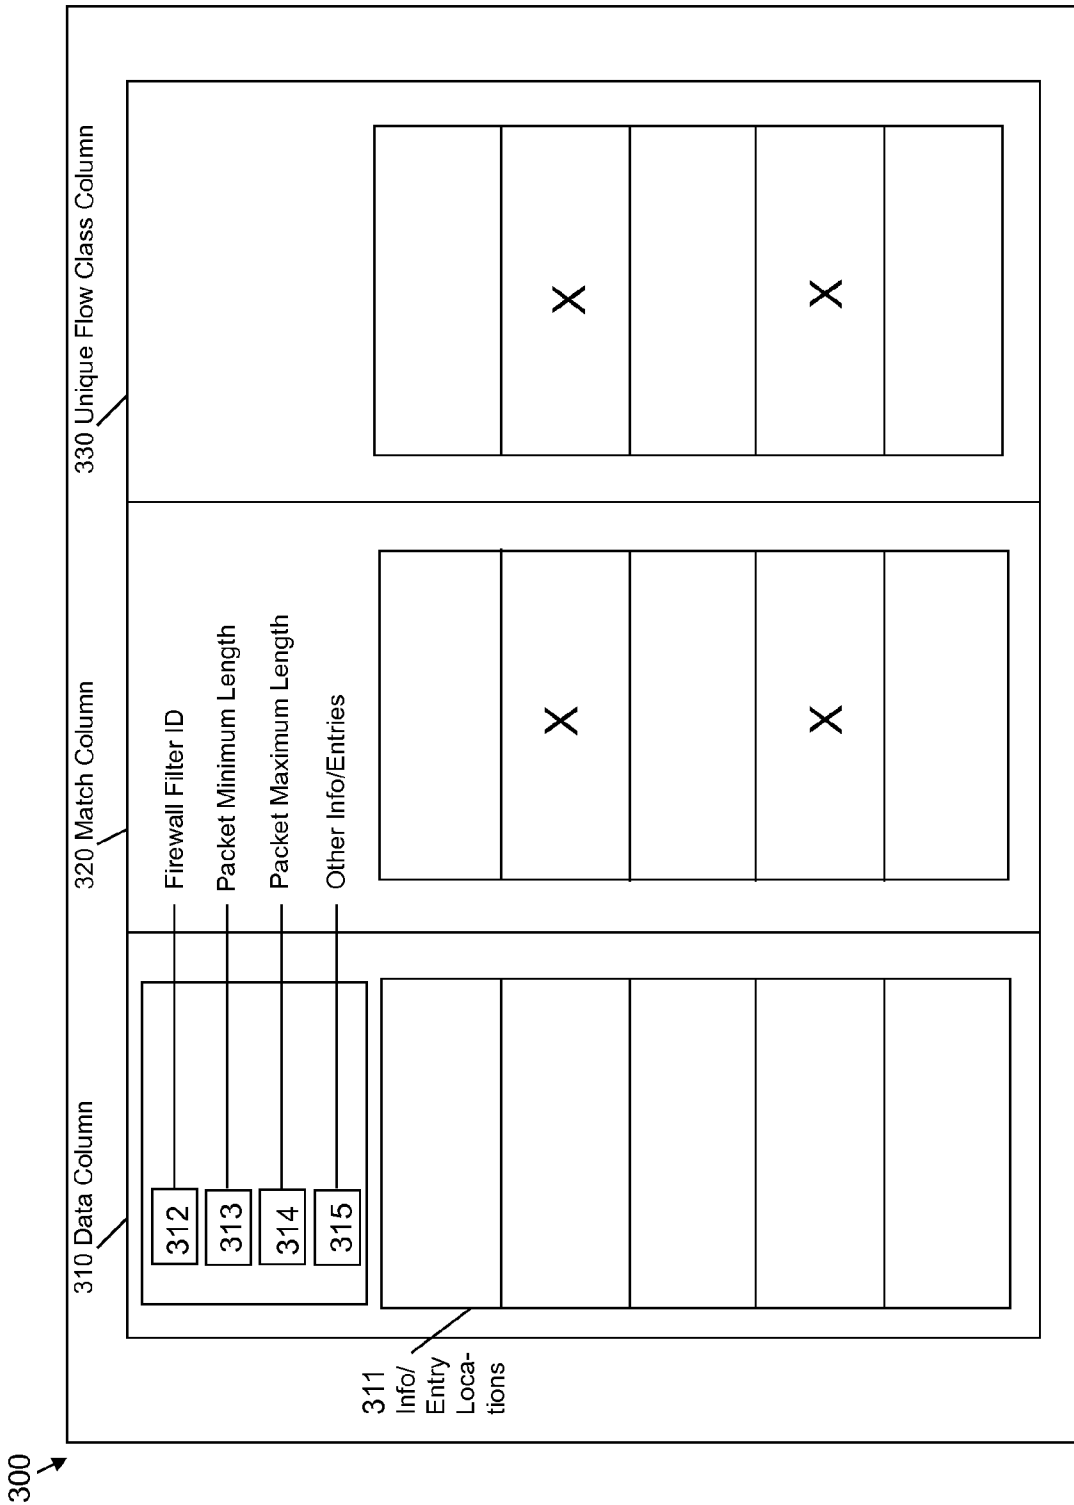 300
310 Data Column
320 Match Column
330 Unique Flow Class Column
312
Firewall Filter ID
313
Packet Minimum Length
314
Packet Maximum Length
315
Other Info/Entries
311
Info/
Entry
Loca-
tions
X
X
X
X